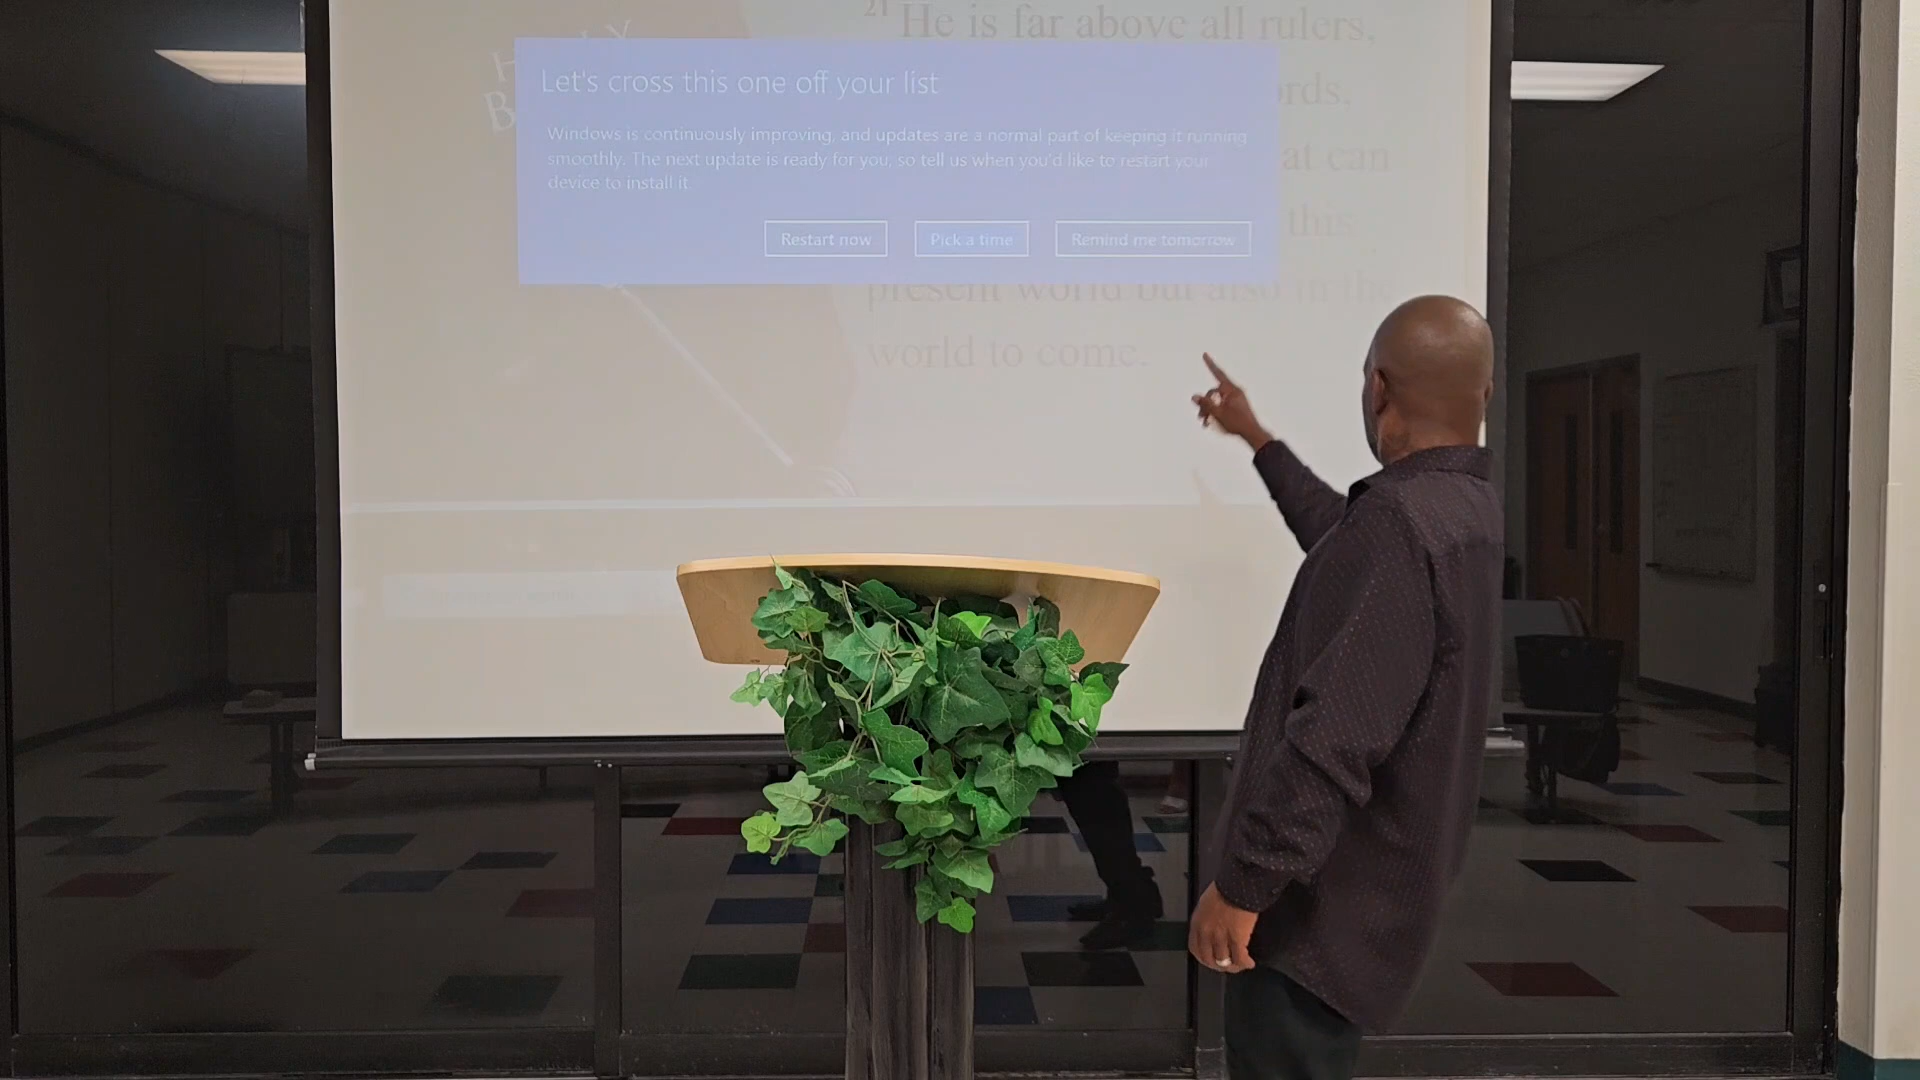 21 He is far above all rulers,
Let's cross this one off your list
Windows is continuously improving, and updates are a normal part of keeping it running
smoothly. The next update is ready for you, so tell us when you'd like to restart your
device to install it.
Restart now
Pick a time
Remind me tomorrow
can
this
present world but also in the
world to come.